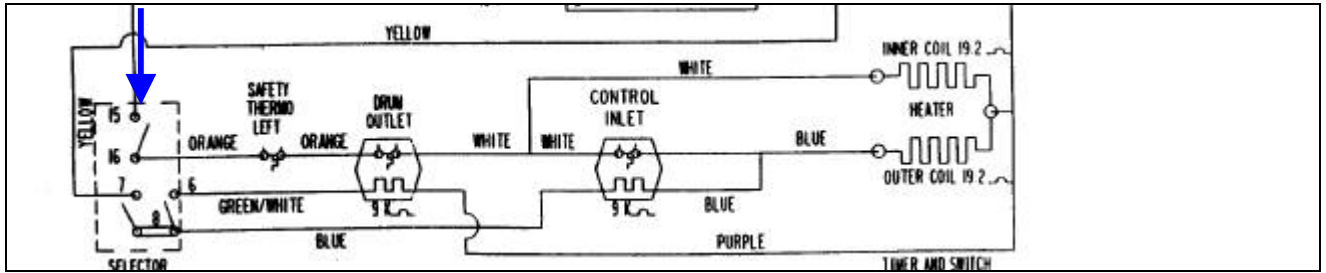 YELLOW
INNER COIL 19.2
WHITE
SAFETY THERMO LEFT
DRUM OUTLET
CONTROL INLET
HEATER
YELLOW
15
ORANGE
ORANGE
WHITE
WHITE
BLUE
16
OUTER COIL 19.2
7
6
GREEN/WHITE
9 K
9 K
BLUE
8
BLUE
PURPLE
SELECTOR
TIMER AND SWITCH